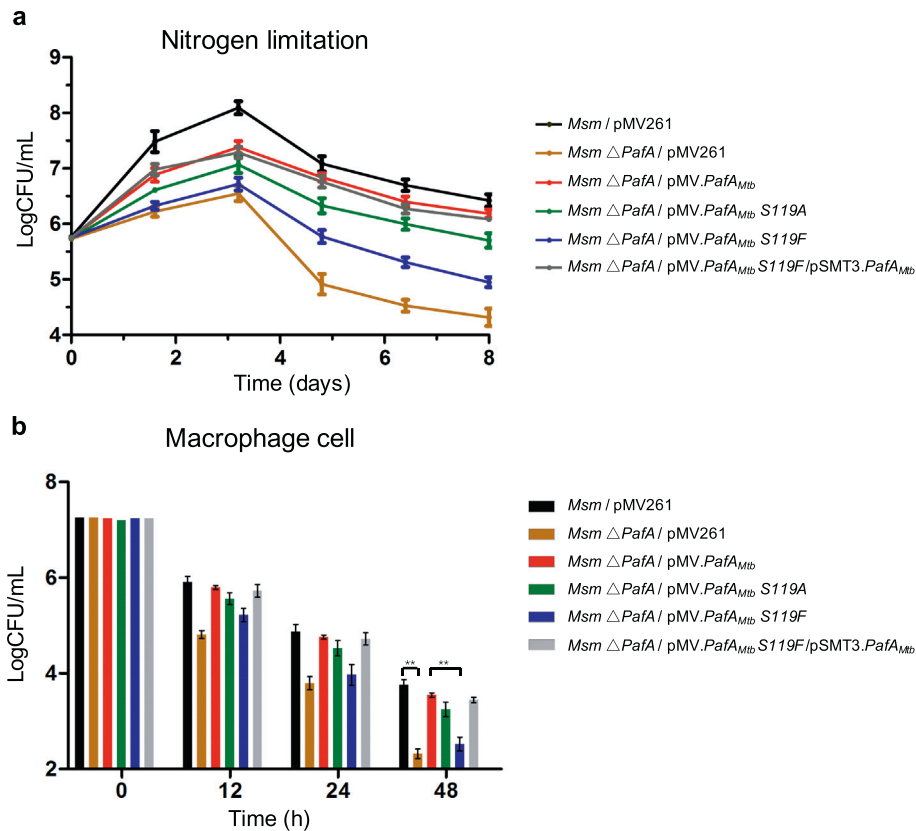 a
Nitrogen limitation
9
8
7
6
5
4
LogCFU/mL
0 2 4 6 8
Time (days)
Msm / pMV261
Msm △PafA / pMV261
Msm △PafA / pMV.PafAMtb
Msm △PafA / pMV.PafAMtb S119A
Msm △PafA / pMV.PafAMtb S119F
Msm △PafA / pMV.PafAMtb S119F/pSMT3.PafAMtb
b
Macrophage cell
8
6
4
2
LogCFU/mL
** **
0 12 24 48
Time (h)
Msm / pMV261
Msm △PafA / pMV261
Msm △PafA / pMV.PafAMtb
Msm △PafA / pMV.PafAMtb S119A
Msm △PafA / pMV.PafAMtb S119F
Msm △PafA / pMV.PafAMtb S119F/pSMT3.PafAMtb